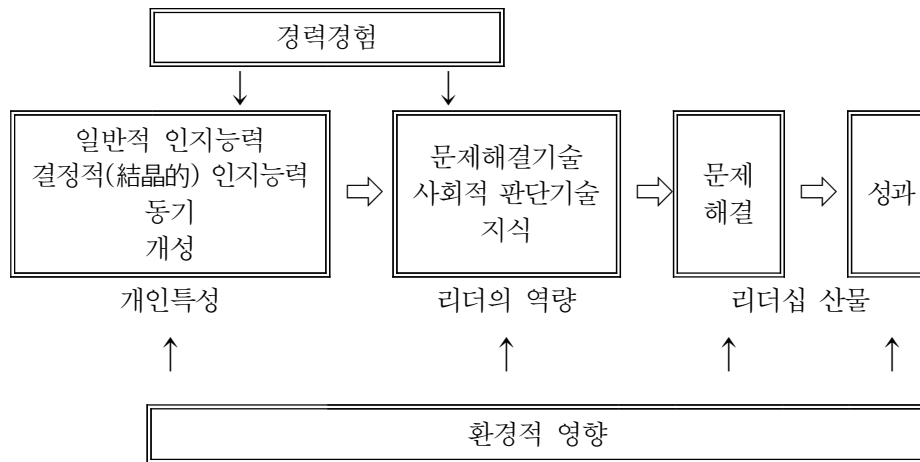 경력경험
일반적 인지능력
결정적(結晶的) 인지능력
동기
개성
문제해결기술
사회적 판단기술
지식
문제
해결
성과
개인특성
리더의 역량
리더십 산물
환경적 영향